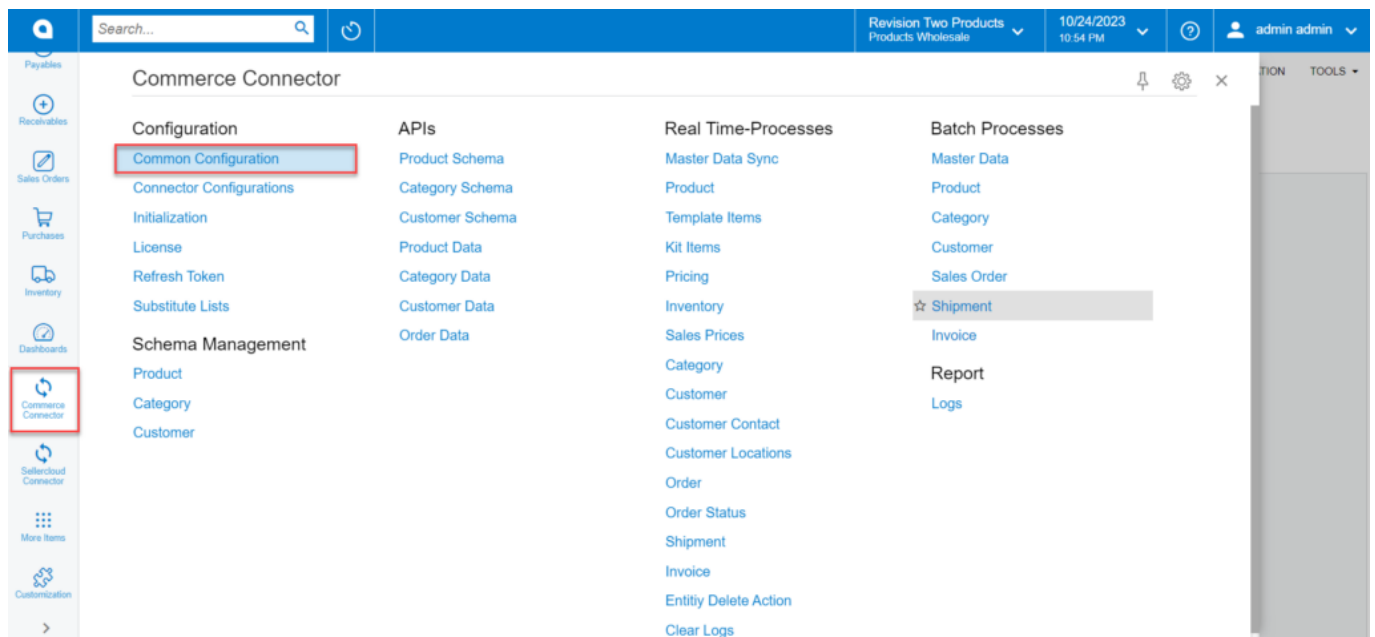 Search...
Revision Two Products
Products Wholesale
10/24/2023
10:54 PM
admin admin
Payables
Receivables
Sales Orders
Purchases
Inventory
Dashboards
Commerce
Connector
Sellercloud
Connector
More Items
Customization
TION
TOOLS
Commerce Connector
Configuration
Common Configuration
Connector Configurations
Initialization
License
Refresh Token
Substitute Lists
Schema Management
Product
Category
Customer
APIs
Product Schema
Category Schema
Customer Schema
Product Data
Category Data
Customer Data
Order Data
Real Time-Processes
Master Data Sync
Product
Template Items
Kit Items
Pricing
Inventory
Sales Prices
Category
Customer
Customer Contact
Customer Locations
Order
Order Status
Shipment
Invoice
Entitiy Delete Action
Clear Logs
Batch Processes
Master Data
Product
Category
Customer
Sales Order
Shipment
Invoice
Report
Logs